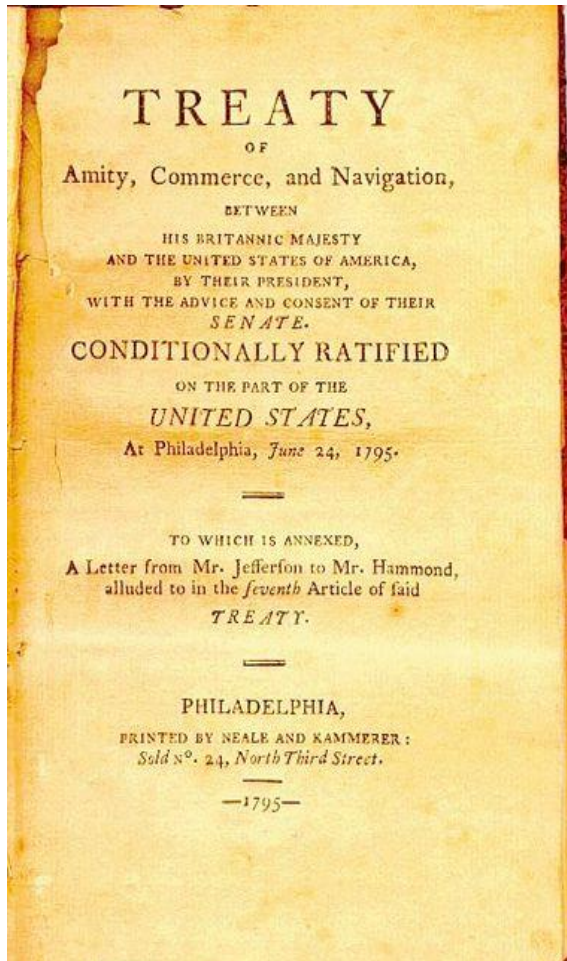 TREATY
OF
Amity, Commerce, and Navigation,
BETWEEN
HIS BRITANNIC MAJESTY
AND THE UNITED STATES OF AMERICA,
BY THEIR PRESIDENT,
WITH THE ADVICE AND CONSENT OF THEIR
SENATE.
CONDITIONALLY RATIFIED
ON THE PART OF THE
UNITED STATES,
At Philadelphia, June 24, 1795.
TO WHICH IS ANNEXED,
A Letter from Mr. Jefferſon to Mr. Hammond,
alluded to in the ſeventh Article of ſaid
TREATY.
PHILADELPHIA,
PRINTED BY NEALE AND KAMMERER:
Sold Nº. 24, North Third Street.
—1795—